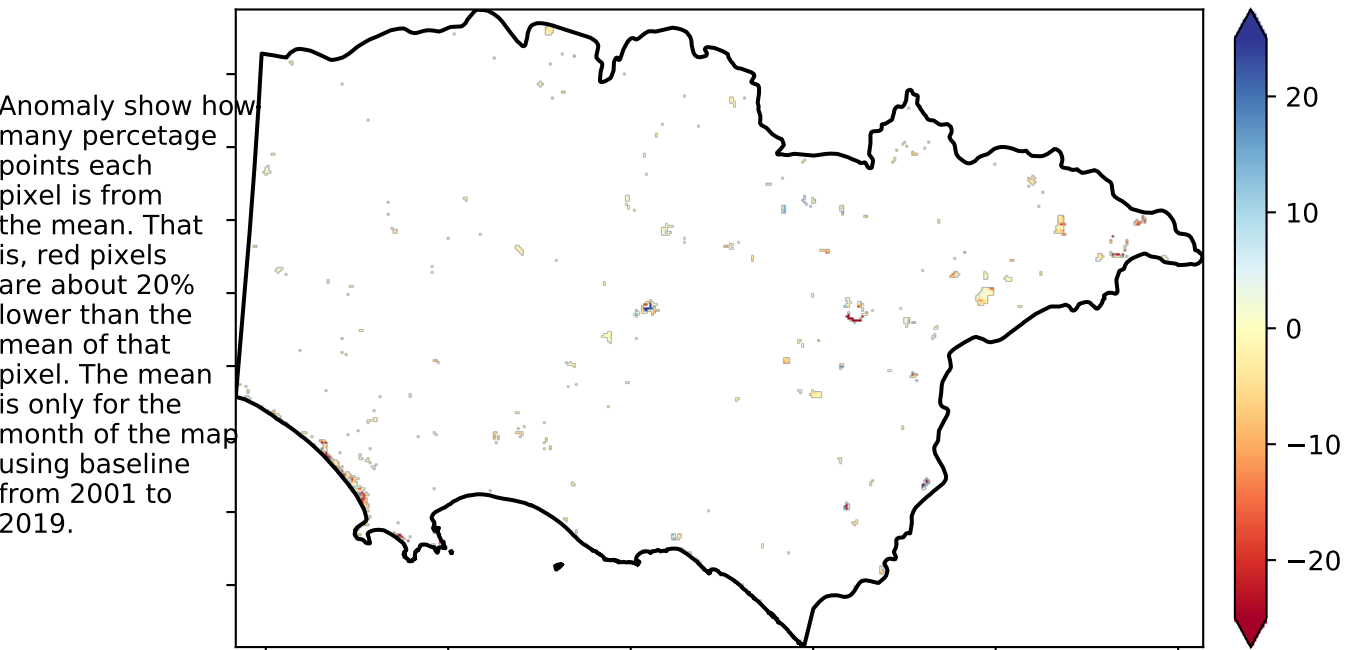 Anomaly show how
many percetage
points each
pixel is from
the mean. That
is, red pixels
are about 20%
lower than the
mean of that
pixel. The mean
is only for the
month of the map
using baseline
from 2001 to
2019.
20
10
0
−10
−20